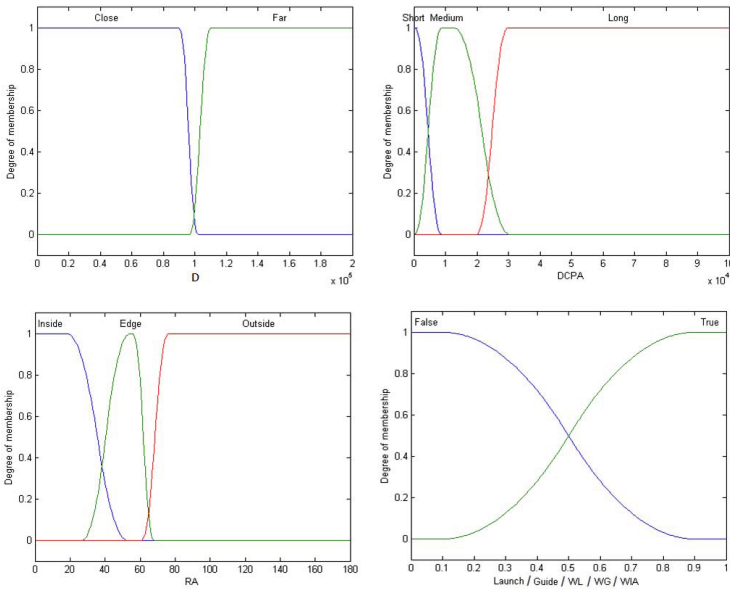 Close Far
1
0.8
0.6
0.4
0.2
0
Degree of membership
0 0.2 0.4 0.6 0.8 1 1.2 1.4 1.6 1.8 2
D
x 10^5
Short Medium Long
1
0.8
0.6
0.4
0.2
0
Degree of membership
0 1 2 3 4 5 6 7 8 9 10
DCPA
x 10^4
Inside Edge Outside
1
0.8
0.6
0.4
0.2
0
Degree of membership
0 20 40 60 80 100 120 140 160 180
RA
False True
1
0.8
0.6
0.4
0.2
0
Degree of membership
0 0.1 0.2 0.3 0.4 0.5 0.6 0.7 0.8 0.9 1
Launch / Guide / WL / WG / WIA